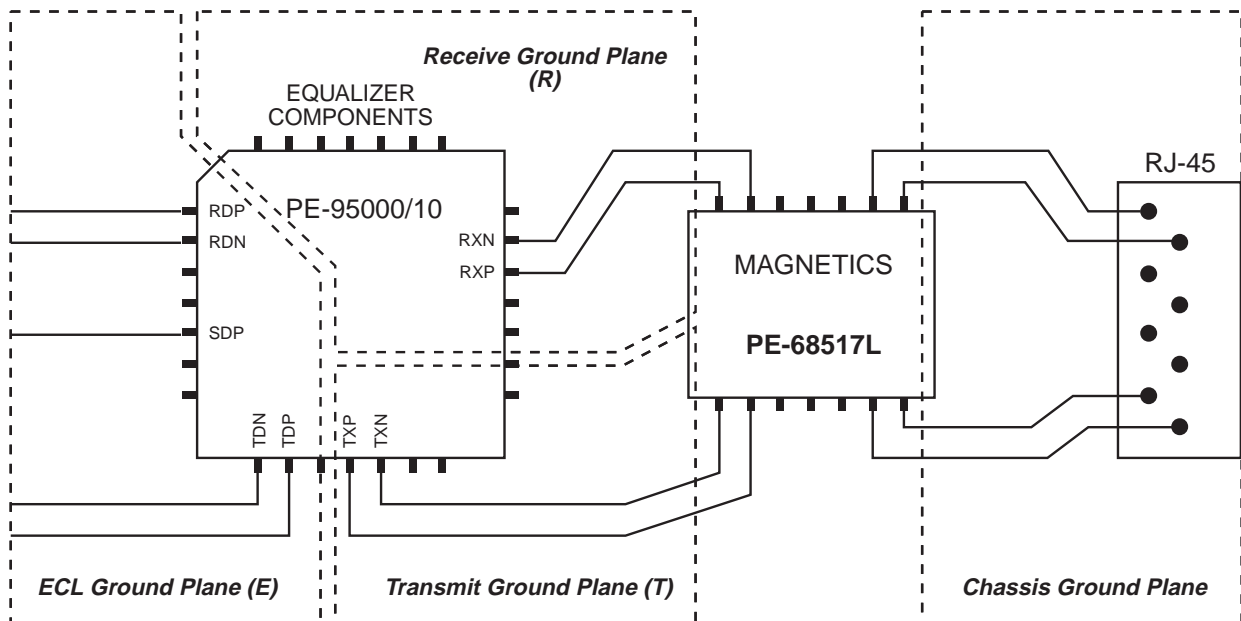 Receive Ground Plane
(R)
EQUALIZER
COMPONENTS
RJ-45
PE-95000/10
RDP
RDN
RXN
RXP
MAGNETICS
SDP
PE-68517L
TDN
TDP
TXP
TXN
ECL Ground Plane (E)
Transmit Ground Plane (T)
Chassis Ground Plane